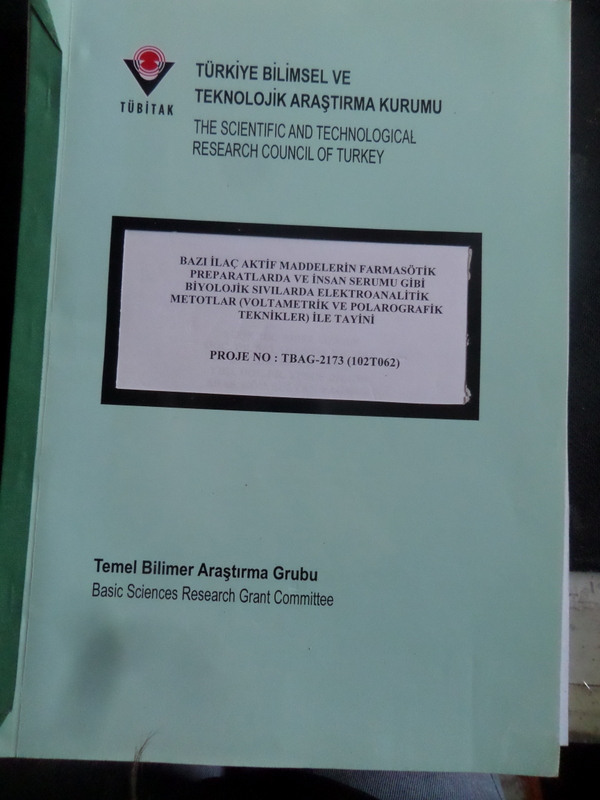 TÜBİTAK
TÜRKİYE BİLİMSEL VE
TEKNOLOJİK ARAŞTIRMA KURUMU
THE SCIENTIFIC AND TECHNOLOGICAL
RESEARCH COUNCIL OF TURKEY
BAZI İLAÇ AKTİF MADDELERİN FARMASÖTİK
PREPARATLARDA VE İNSAN SERUMU GİBİ
BİYOLOJİK SIVILARDA ELEKTROANALİTİK
METOTLAR (VOLTAMETRİK VE POLAROGRAFİK
TEKNİKLER) İLE TAYİNİ
PROJE NO : TBAG-2173 (102T062)
Temel Bilimer Araştırma Grubu
Basic Sciences Research Grant Committee